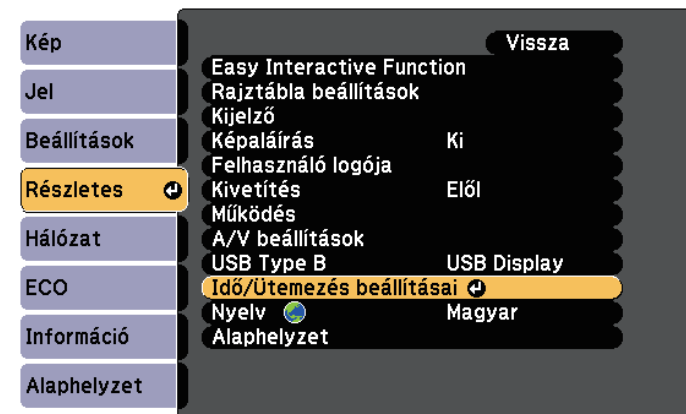 Kép
Jel
Beállítások
Részletes
Hálózat
ECO
Információ
Alaphelyzet
Vissza
Easy Interactive Function
Rajztábla beállítások
Kijelző
Képaláírás Ki
Felhasználó logója
Kivetítés Elől
Működés
A/V beállítások
USB Type B USB Display
Idő/Ütemezés beállításai
Nyelv Magyar
Alaphelyzet